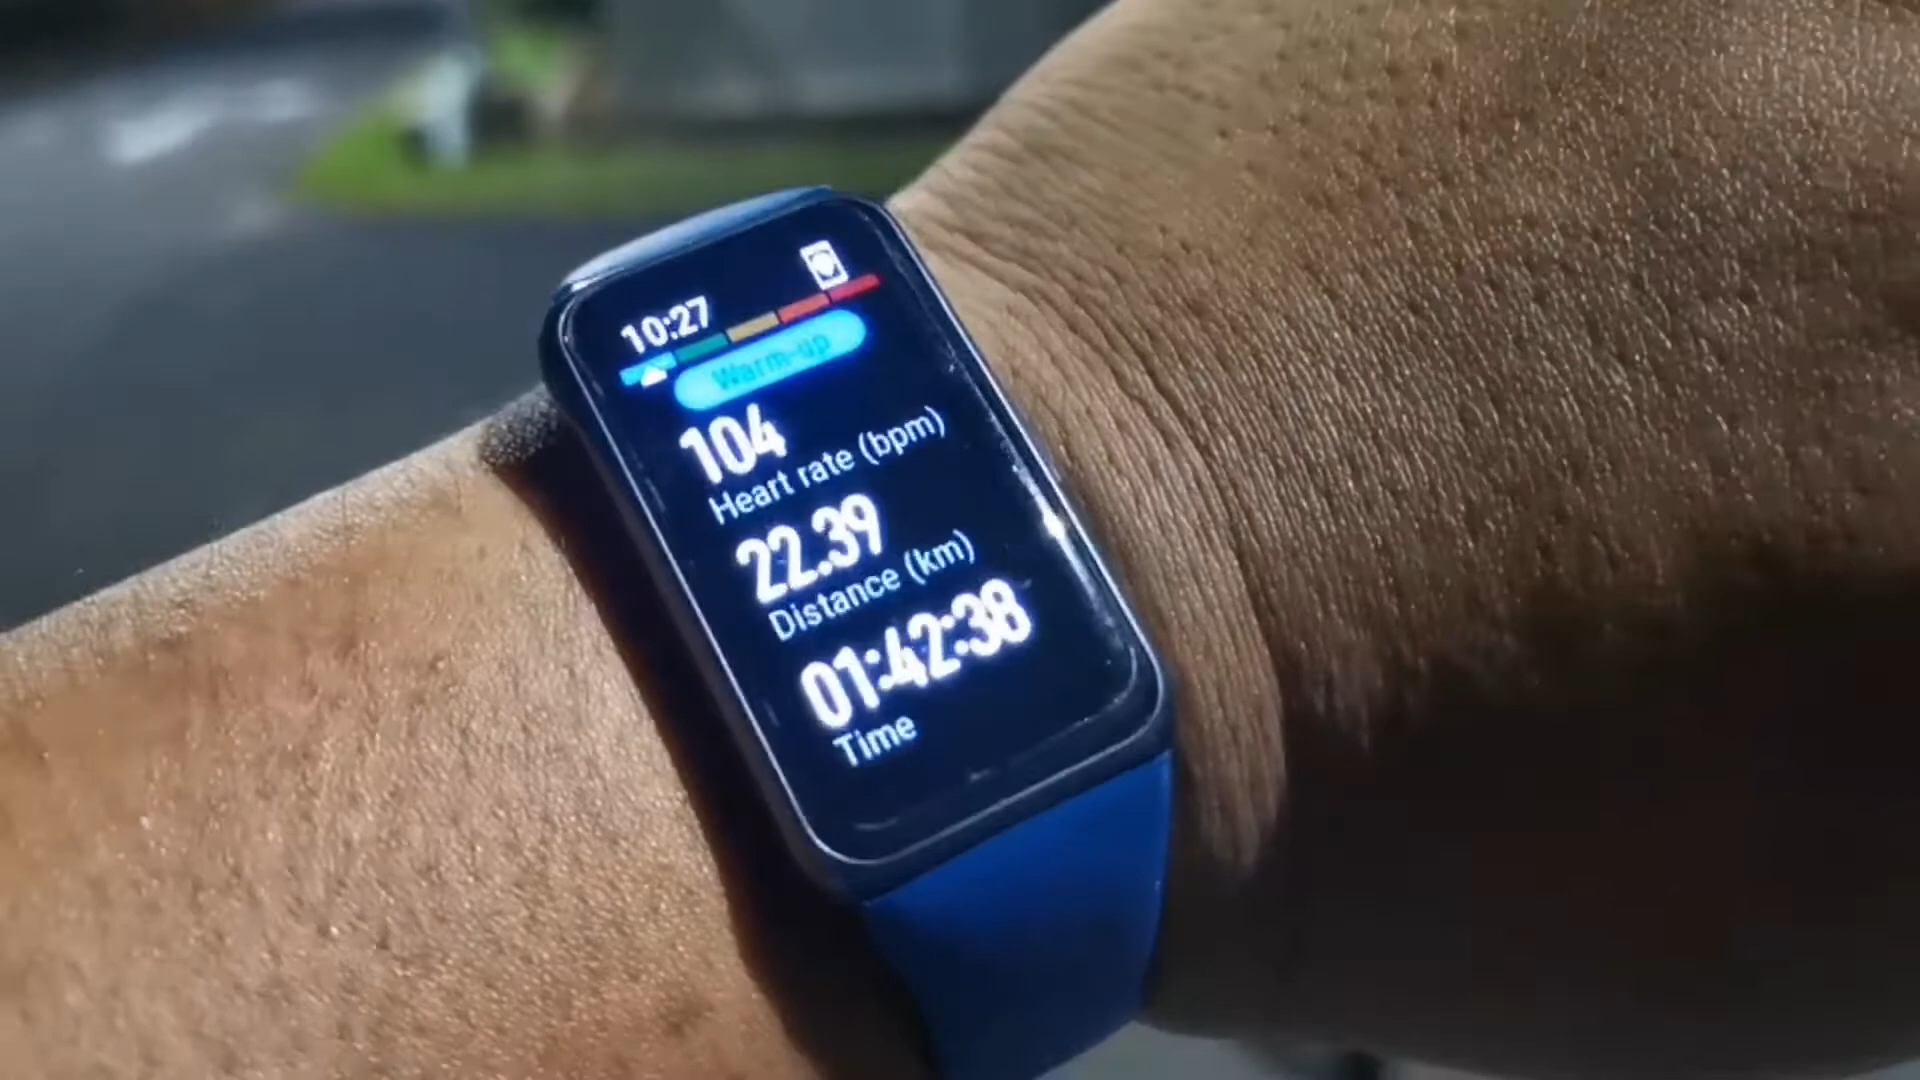 10:27
Warm-up
104
Heart rate (bpm)
22.39
Distance (km)
01:42:38
Time